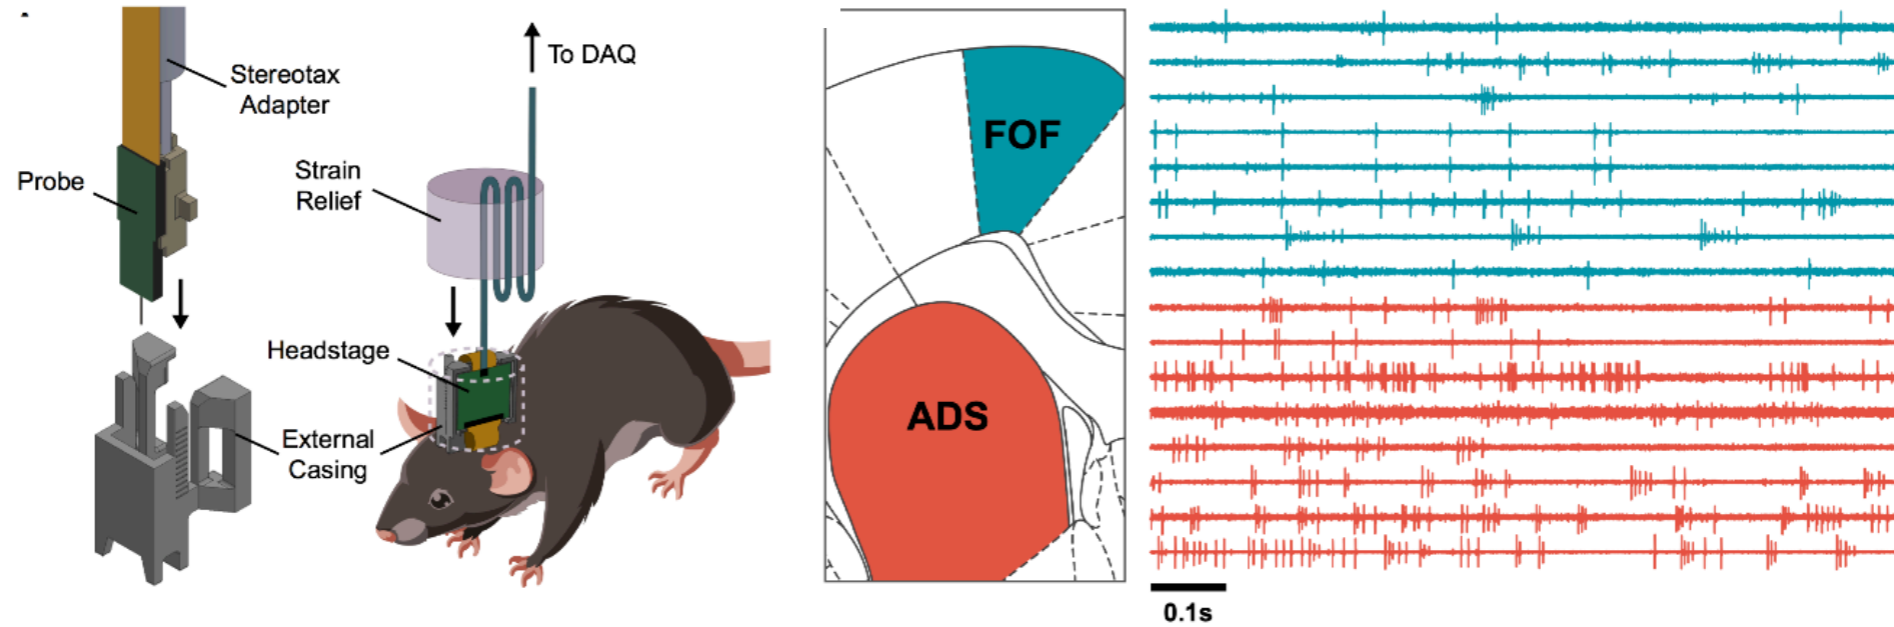 Stereotax
Adapter
Probe
To DAQ
Strain
Relief
Headstage
External
Casing
FOF
ADS
0.1s